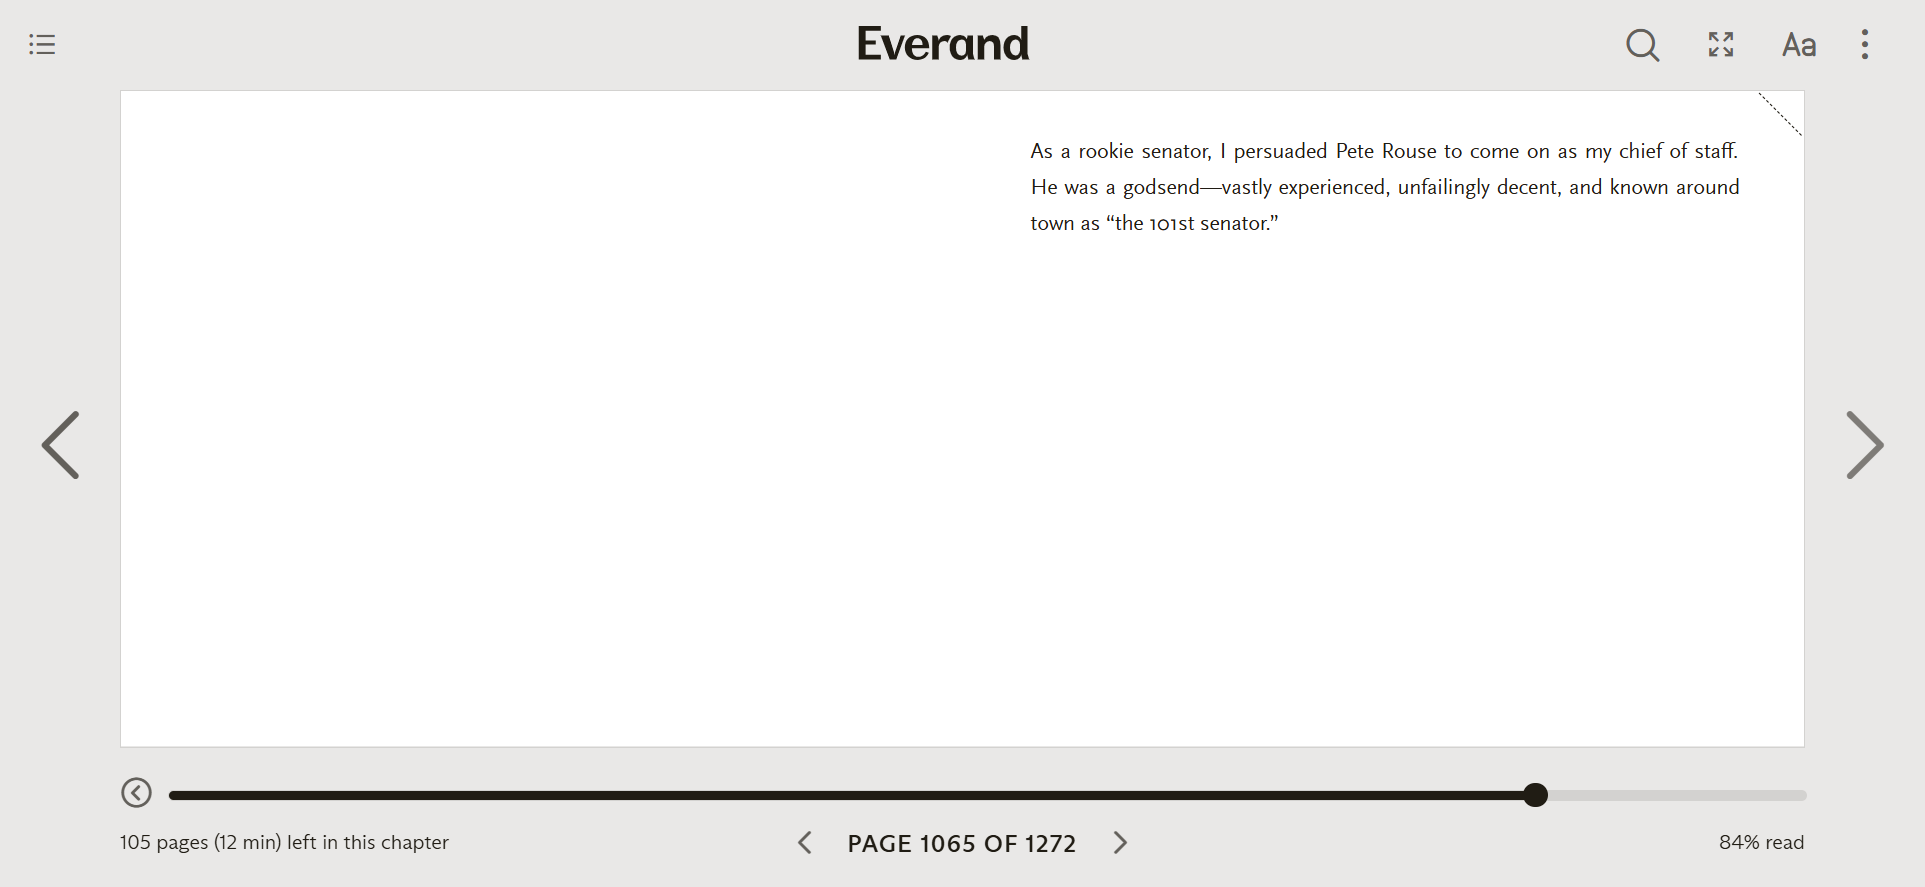 Everand
Aa
As a rookie senator, I persuaded Pete Rouse to come on as my chief of staff.
He was a godsend—vastly experienced, unfailingly decent, and known around
town as “the 101st senator.”
105 pages (12 min) left in this chapter
PAGE 1065 OF 1272
84% read